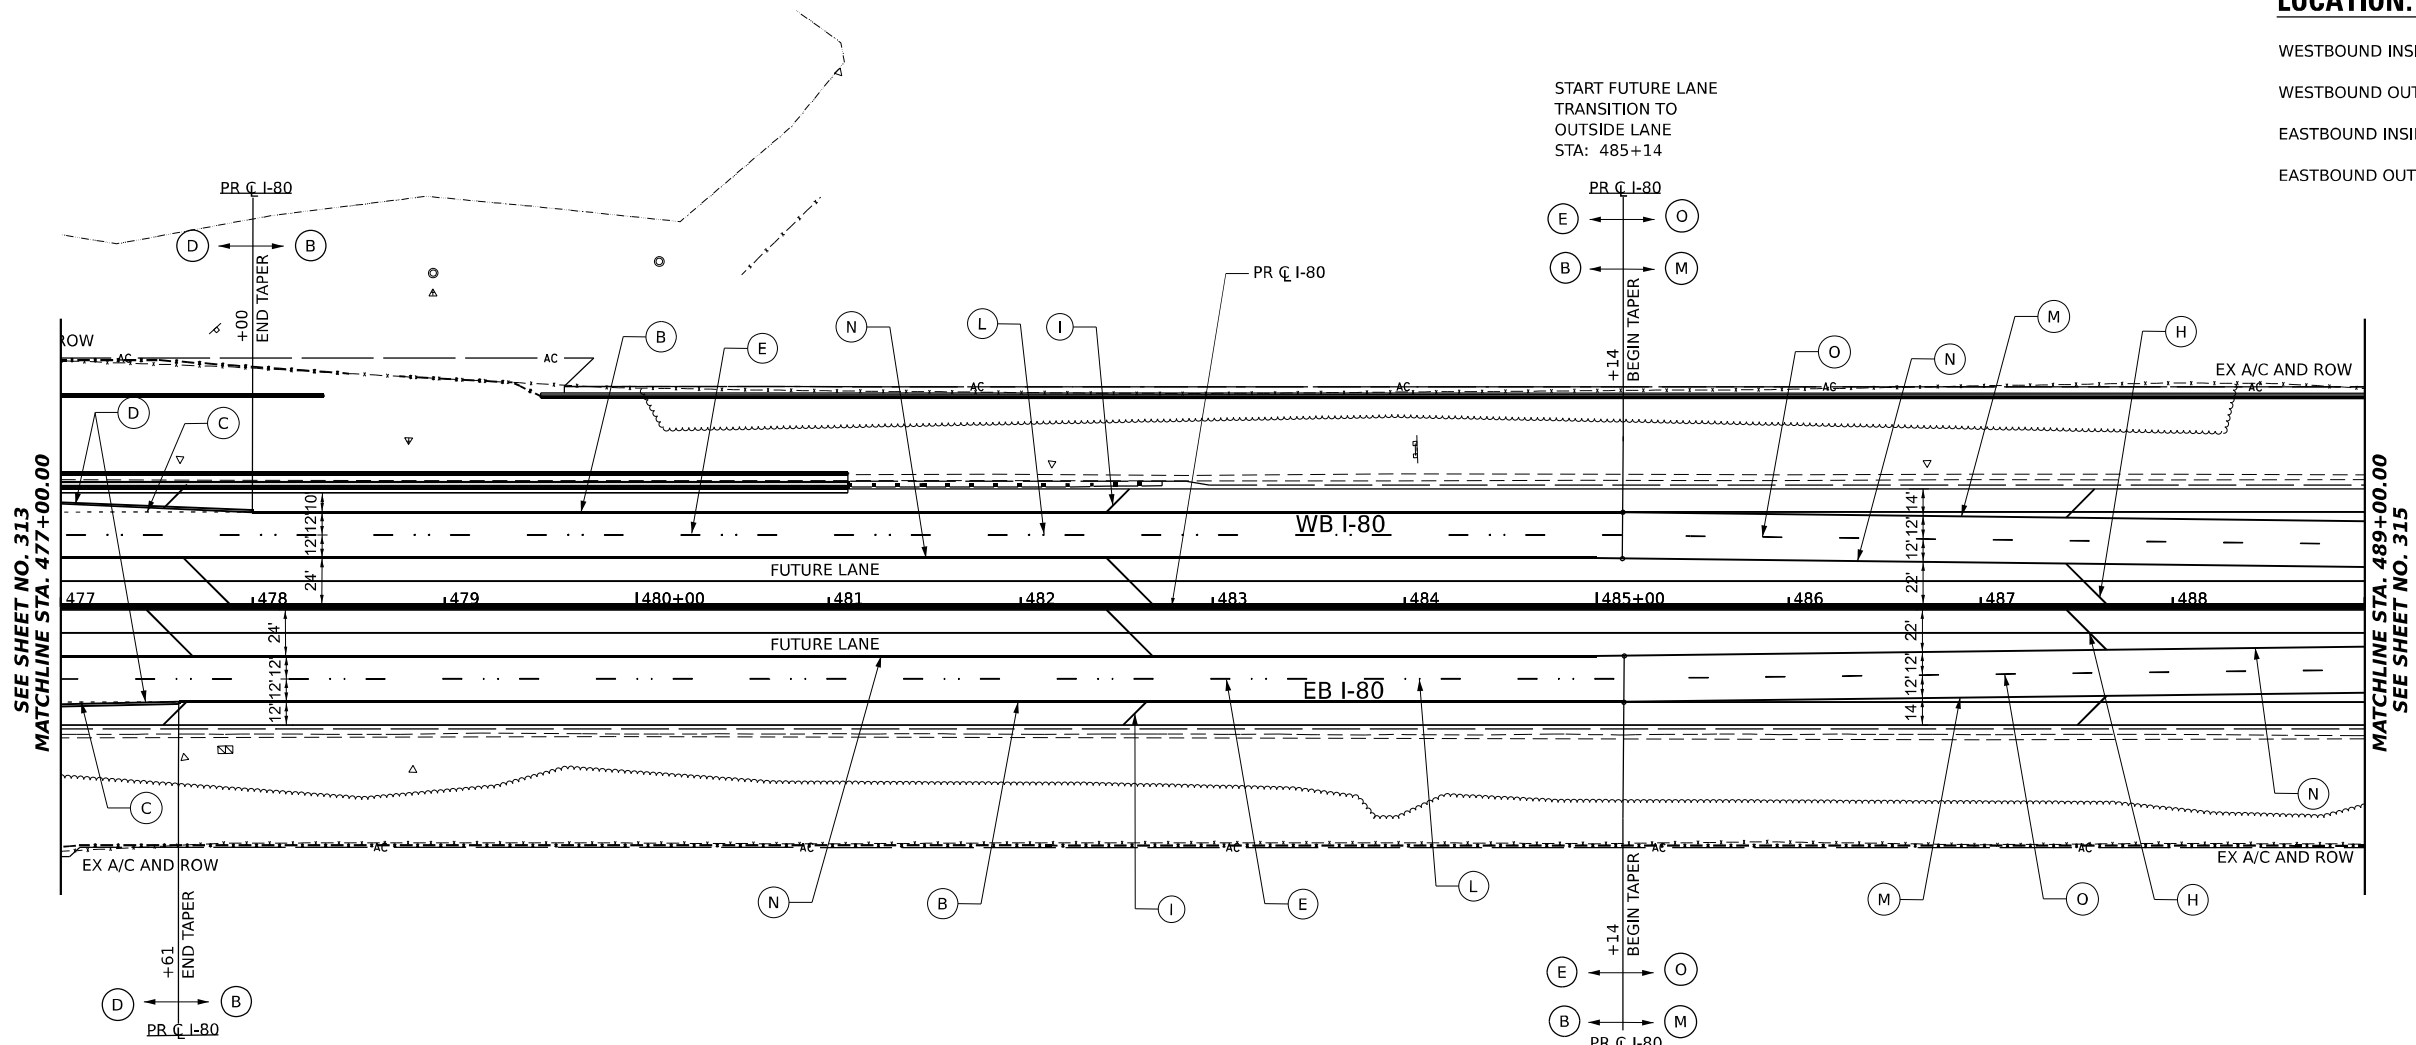 LOCATION:
WESTBOUND INSI
WESTBOUND OUT
EASTBOUND INSI
EASTBOUND OUT
START FUTURE LANE
TRANSITION TO
OUTSIDE LANE
STA: 485+14
PR ℄ I-80
D B
+00
END TAPER
PR ℄ I-80
E O
B M
+14
BEGIN TAPER
PR ℄ I-80
B
E
N
L
I
O
N
M
H
ROW
AC
AC
AC
AC
AC
AC
EX A/C AND ROW
D
C
SEE SHEET NO. 313
MATCHLINE STA. 477+00.00
MATCHLINE STA. 489+00.00
SEE SHEET NO. 315
10
12'
12'
24'
WB I-80
14'
12'
12'
22'
FUTURE LANE
477 478 479 480+00 481 482 483 484 485+00 486 487 488
FUTURE LANE
24'
12'
12'
12'
EB I-80
22'
12'
12'
14'
C
N
EX A/C AND ROW
AC
AC
AC
AC
AC
EX A/C AND ROW
N
B
I
E
L
M
O
H
+61
END TAPER
D B
PR ℄ I-80
+14
BEGIN TAPER
E O
B M
PR ℄ I-80